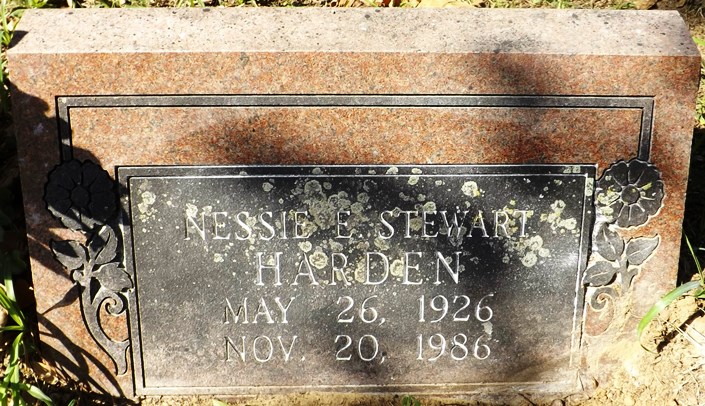 NESSIE E. STEWART
HARDEN
MAY 26, 1926
NOV. 20, 1986